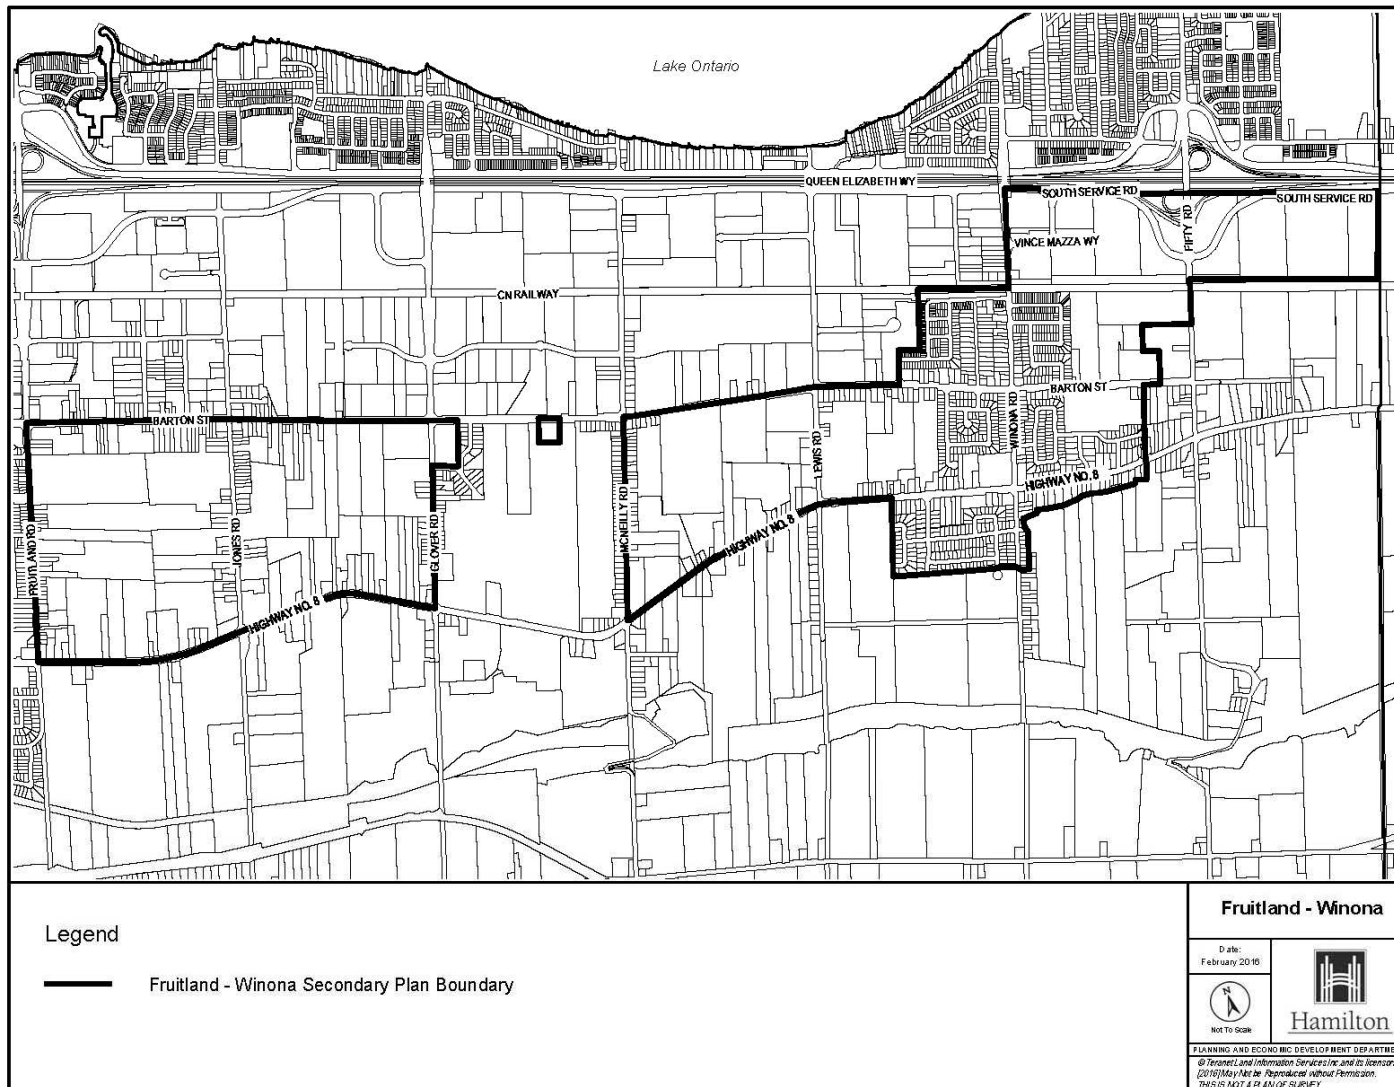 Lake Ontario
QUEEN ELIZABETH WY
SOUTH SERVICE RD
SOUTH SERVICE RD
FIFTY RD
VINCE MAZZA WY
CN RAILWAY
BARTON ST
WINONA RD
BARTON ST
LEWIS RD
HIGHWAY NO. 8
MCNEILLY RD
HIGHWAY NO. 8
GLOVER RD
JONES RD
FRUITLAND RD
HIGHWAY NO. 8
Legend
Fruitland - Winona Secondary Plan Boundary
Fruitland - Winona
Date:
February 2016
N
Not To Scale
Hamilton
PLANNING AND ECONOMIC DEVELOPMENT DEPARTME
© Teranet Land Information Services Inc. and its licensors.
[2016] May Not be Reproduced without Permission.
THIS IS NOT A PLAN OF SURVEY